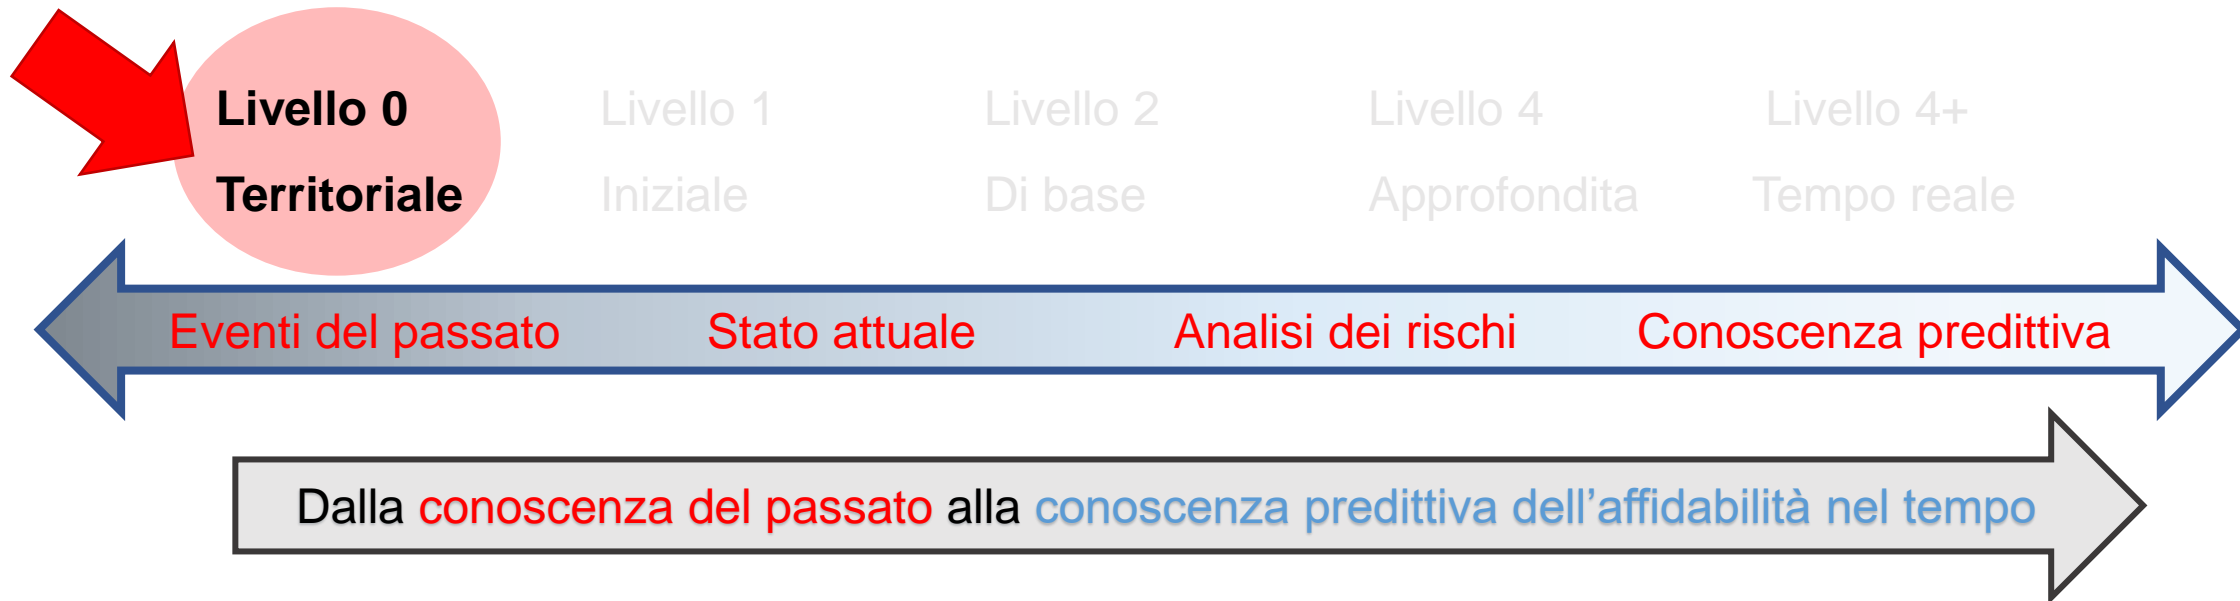 Livello 0 Livello 1 Livello 2 Livello 4 Livello 4+
Territoriale Iniziale Di base Approfondita Tempo reale
Eventi del passato Stato attuale Analisi dei rischi Conoscenza predittiva
Dalla conoscenza del passato alla conoscenza predittiva dell’affidabilità nel tempo